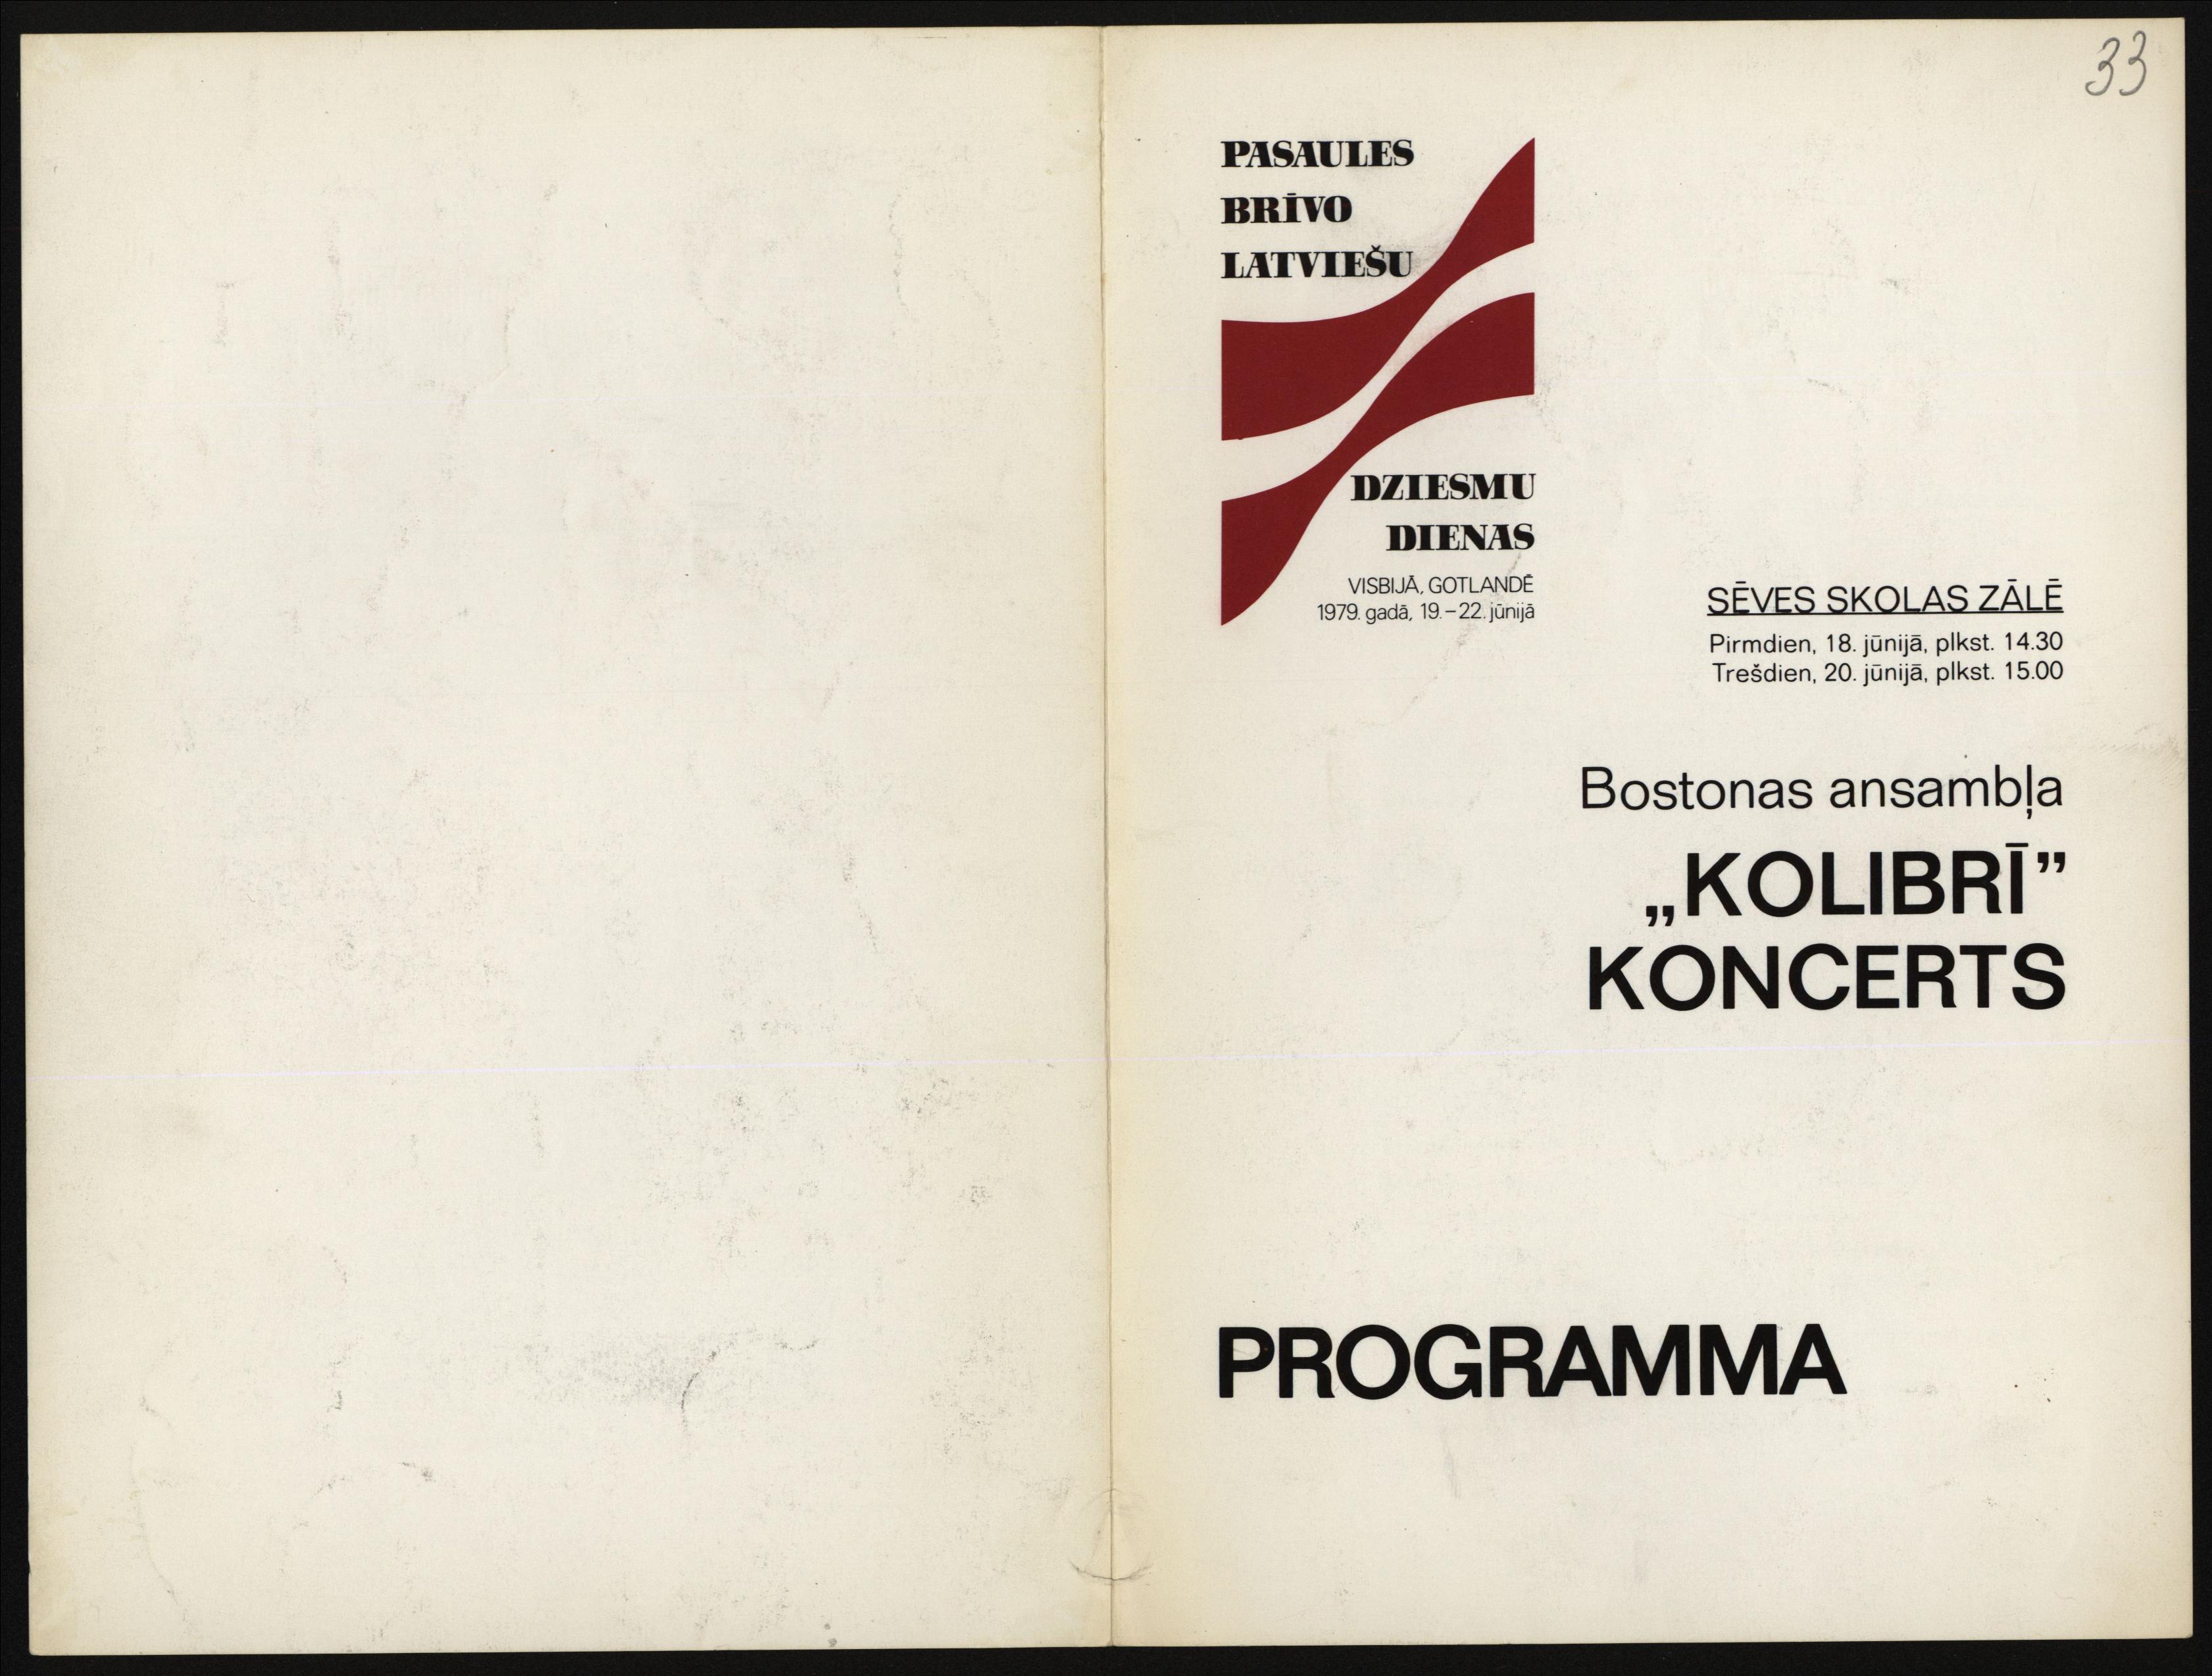 33
PASAULES
BRĪVO
LATVIEŠU
DZIESMU
DIENAS
VISBIJĀ, GOTLANDĒ
1979. gadā, 19.–22. jūnijā
SĒVES SKOLAS ZĀLĒ
Pirmdien, 18. jūnijā, plkst. 14.30
Trešdien, 20. jūnijā, plkst. 15.00
Bostonas ansambļa
„KOLIBRĪ”
KONCERTS
PROGRAMMA